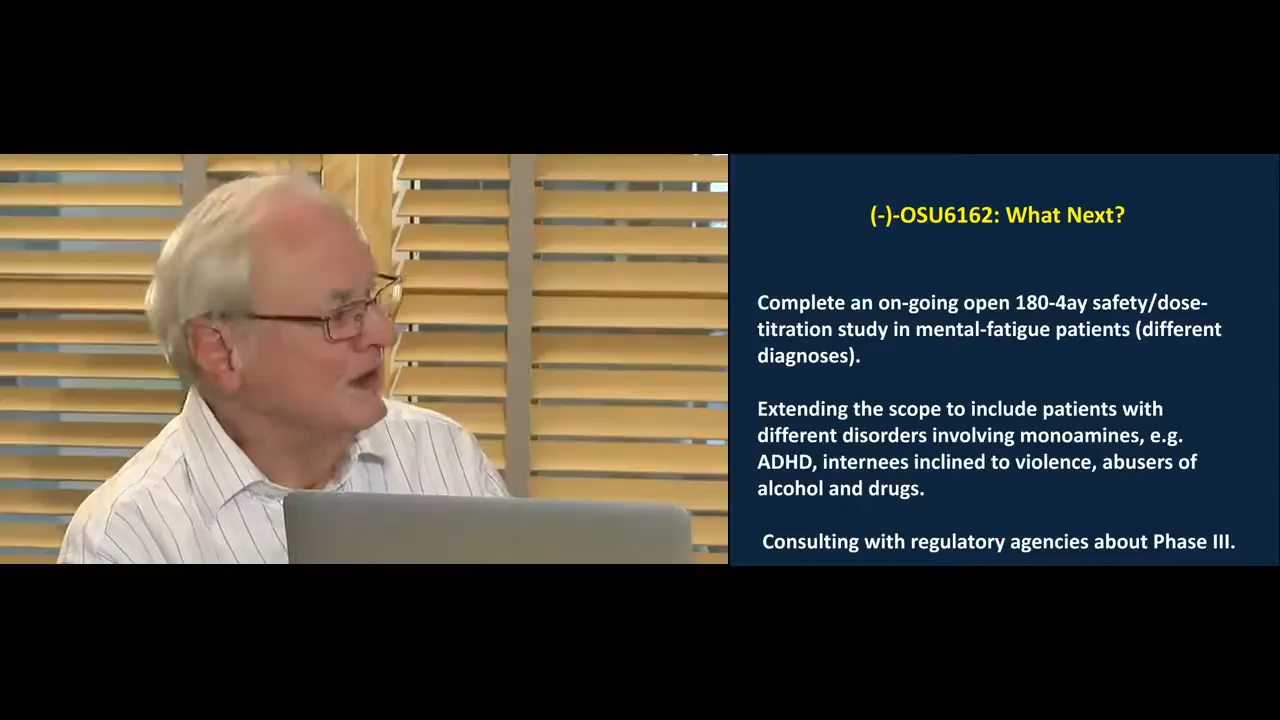 (-)-OSU6162: What Next?
Complete an on-going open 180-4ay safety/dose-
titration study in mental-fatigue patients (different
diagnoses).
Extending the scope to include patients with
different disorders involving monoamines, e.g.
ADHD, internees inclined to violence, abusers of
alcohol and drugs.
Consulting with regulatory agencies about Phase III.